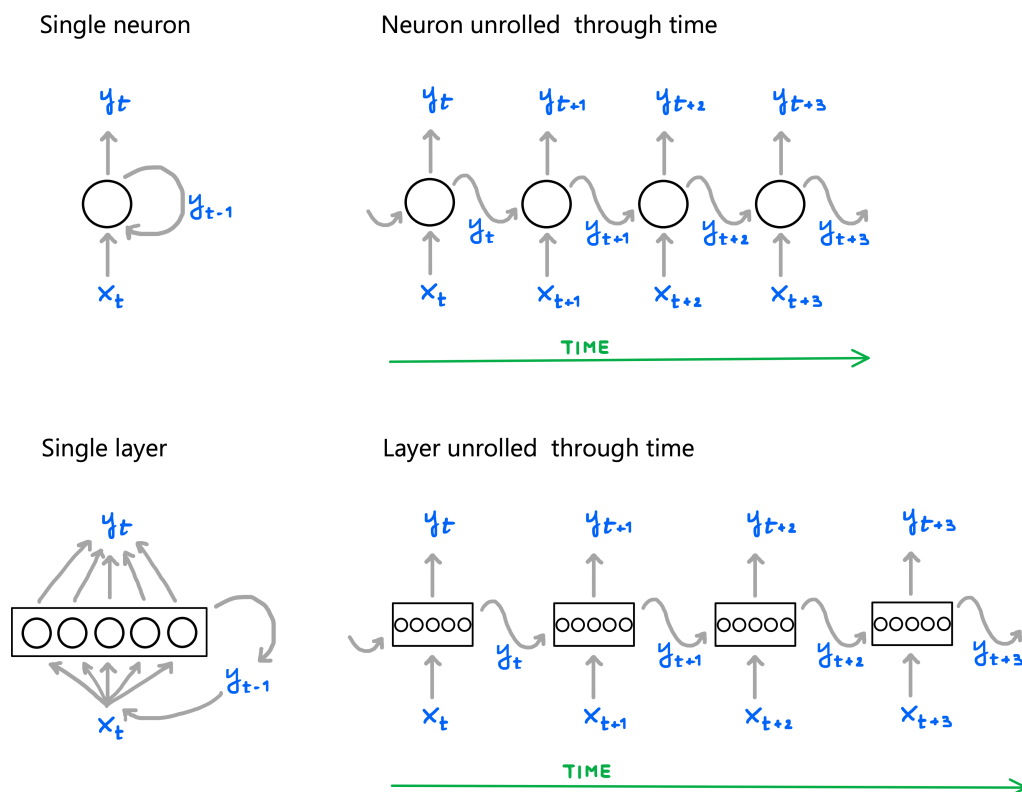 Single neuron
Neuron unrolled through time
yt
yt
yt+1
yt+2
yt+3
yt-1
yt
yt+1
yt+2
yt+3
xt
xt
xt+1
xt+2
xt+3
TIME
Single layer
Layer unrolled through time
yt
yt
yt+1
yt+2
yt+3
yt-1
yt
yt+1
yt+2
yt+3
xt
xt
xt+1
xt+2
xt+3
TIME